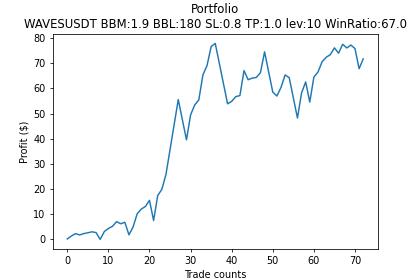 Portfolio
WAVESUSDT BBM:1.9 BBL:180 SL:0.8 TP:1.0 lev:10 WinRatio:67.0
80
70
60
50
40
30
20
10
0
Profit ($)
0 10 20 30 40 50 60 70
Trade counts